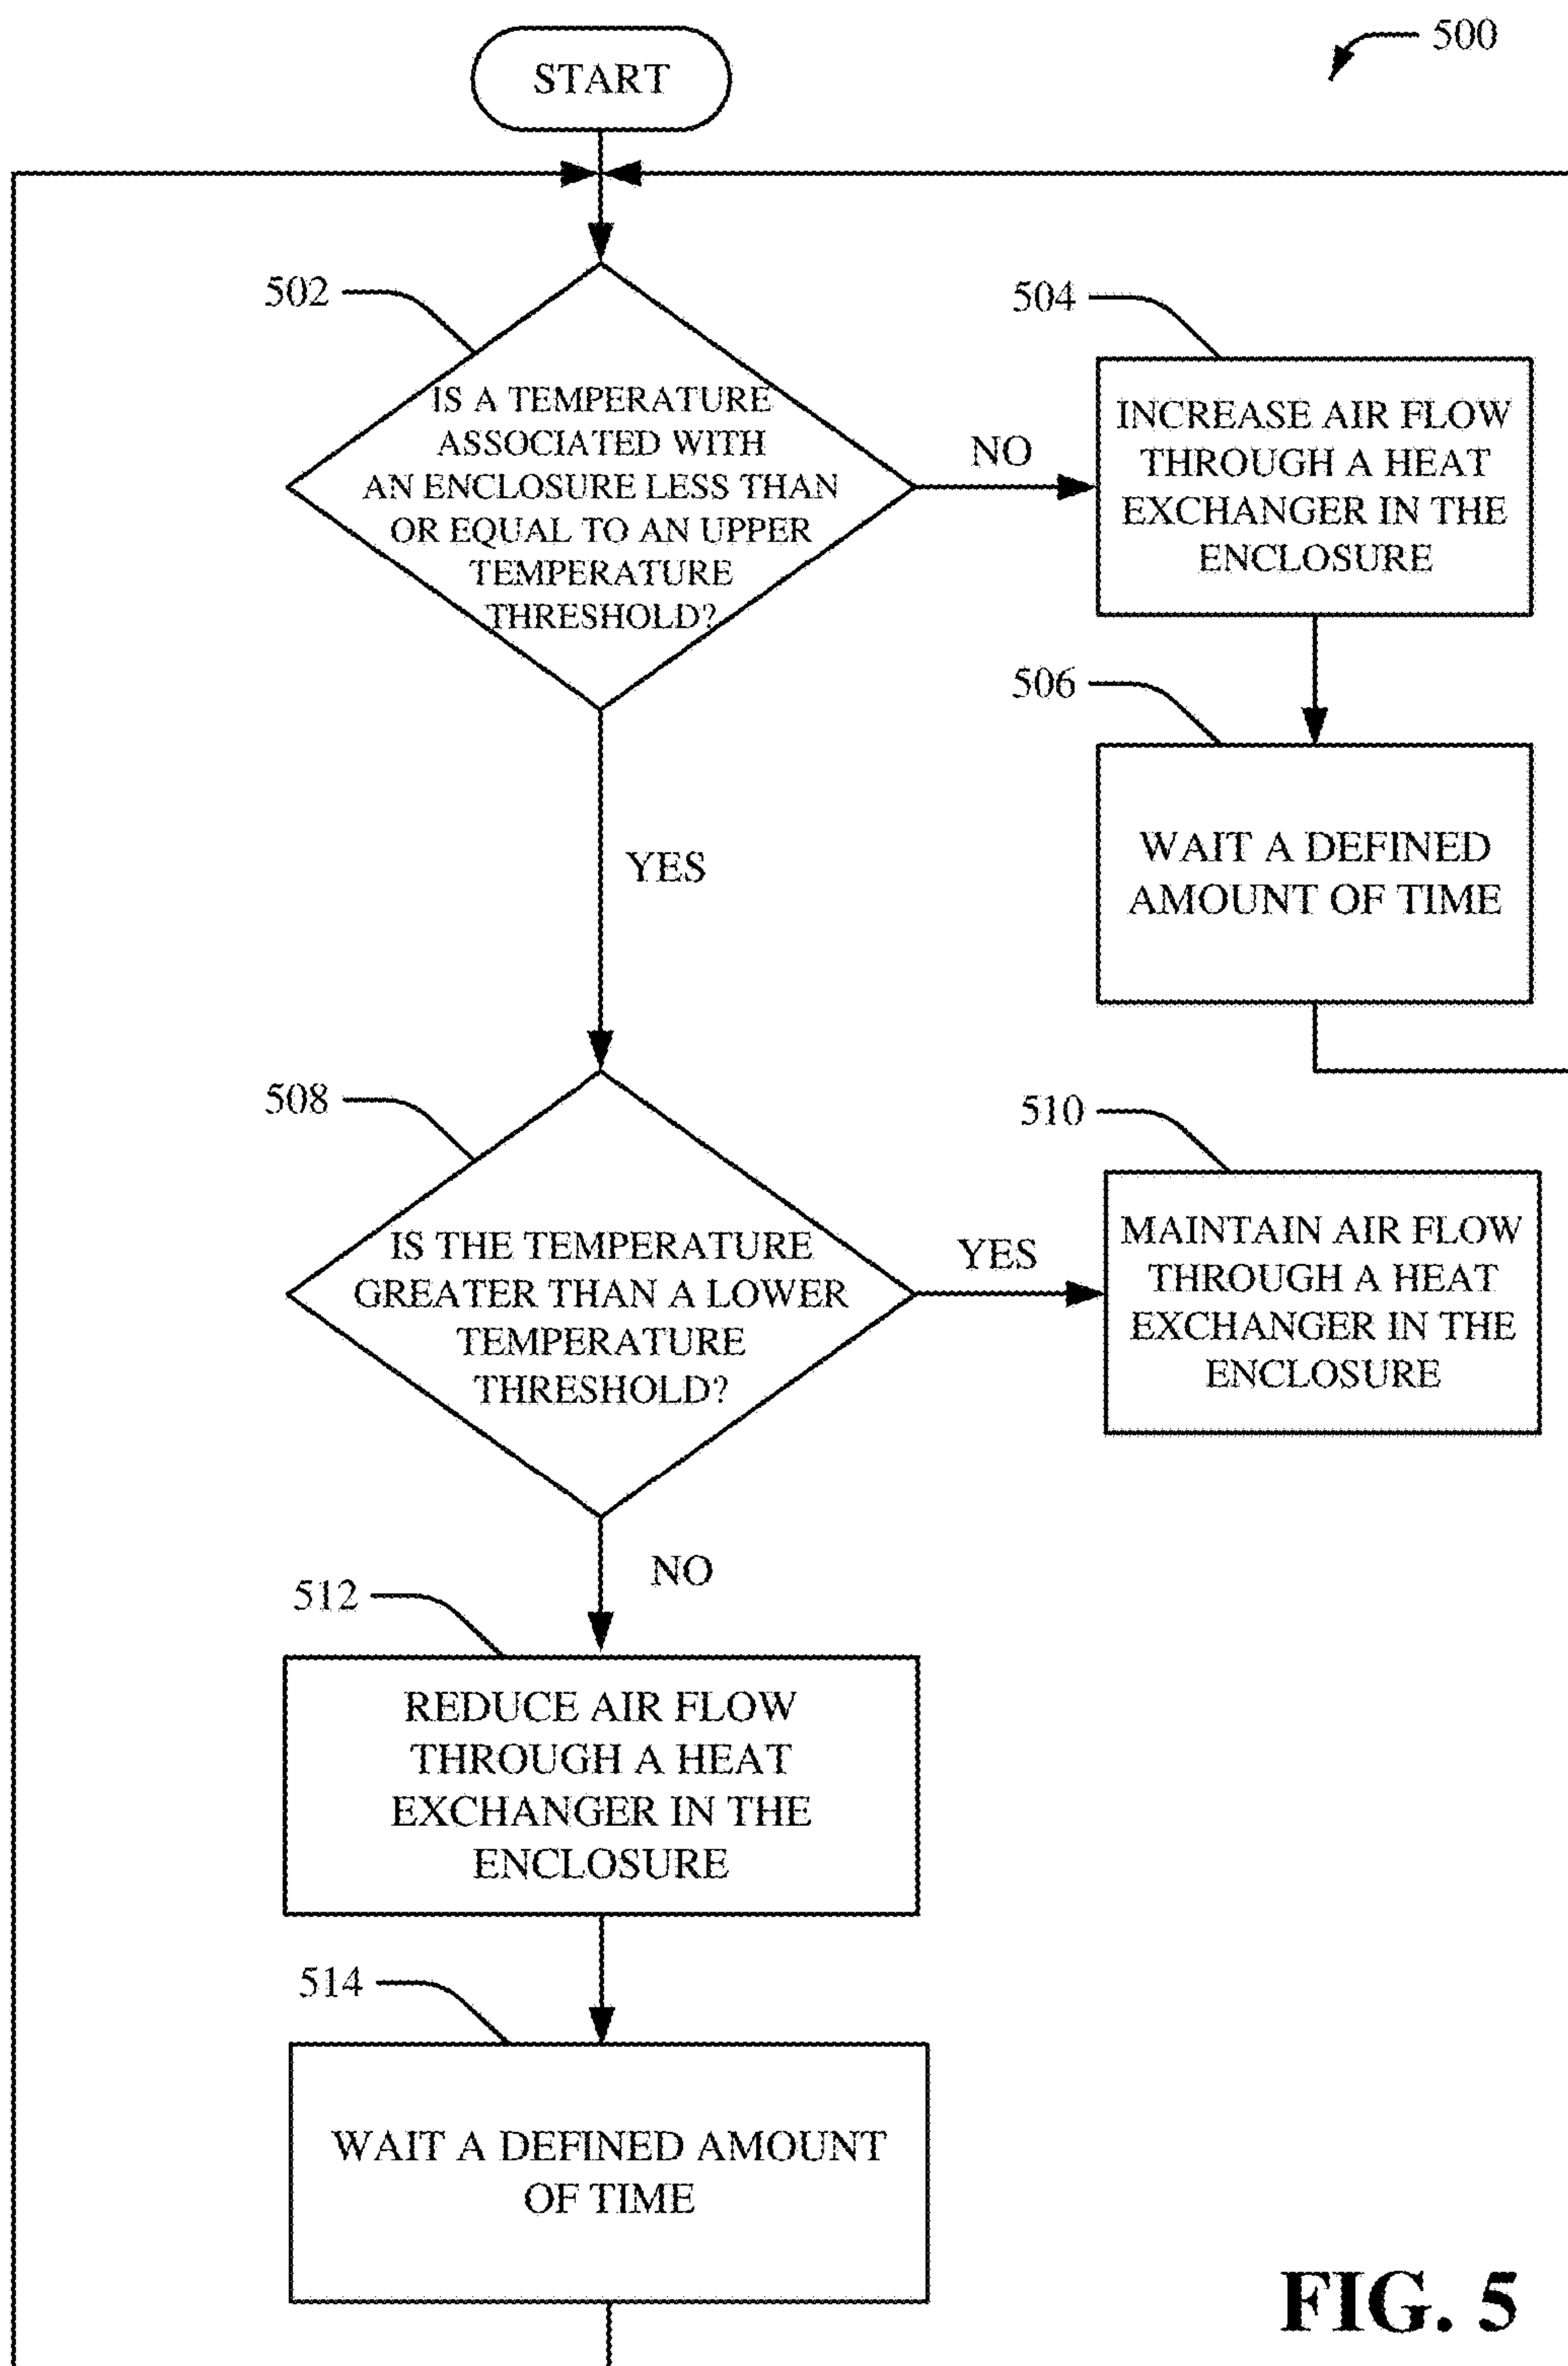 500
START
502
IS A TEMPERATURE
ASSOCIATED WITH
AN ENCLOSURE LESS THAN
OR EQUAL TO AN UPPER
TEMPERATURE
THRESHOLD?
NO
504
INCREASE AIR FLOW
THROUGH A HEAT
EXCHANGER IN THE
ENCLOSURE
506
WAIT A DEFINED
AMOUNT OF TIME
YES
508
IS THE TEMPERATURE
GREATER THAN A LOWER
TEMPERATURE
THRESHOLD?
YES
510
MAINTAIN AIR FLOW
THROUGH A HEAT
EXCHANGER IN THE
ENCLOSURE
NO
512
REDUCE AIR FLOW
THROUGH A HEAT
EXCHANGER IN THE
ENCLOSURE
514
WAIT A DEFINED AMOUNT
OF TIME
FIG. 5